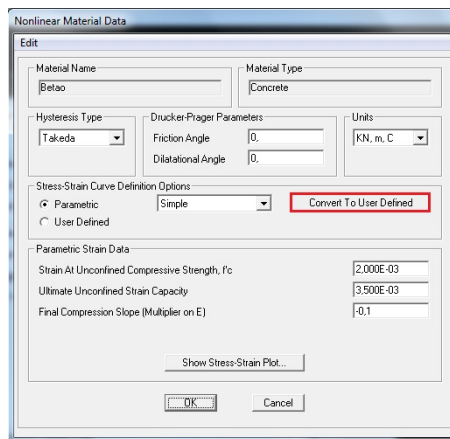 Nonlinear Material Data
Edit
Material Name
Material Type
Betao
Concrete
Hysteresis Type
Drucker-Prager Parameters
Units
Takeda
Friction Angle
0,
KN, m, C
Dilatational Angle
0,
Stress-Strain Curve Definition Options
Parametric
Simple
Convert To User Defined
User Defined
Parametric Strain Data
Strain At Unconfined Compressive Strength, f'c
2,000E-03
Ultimate Unconfined Strain Capacity
3,500E-03
Final Compression Slope (Multiplier on E)
-0,1
Show Stress-Strain Plot...
OK
Cancel